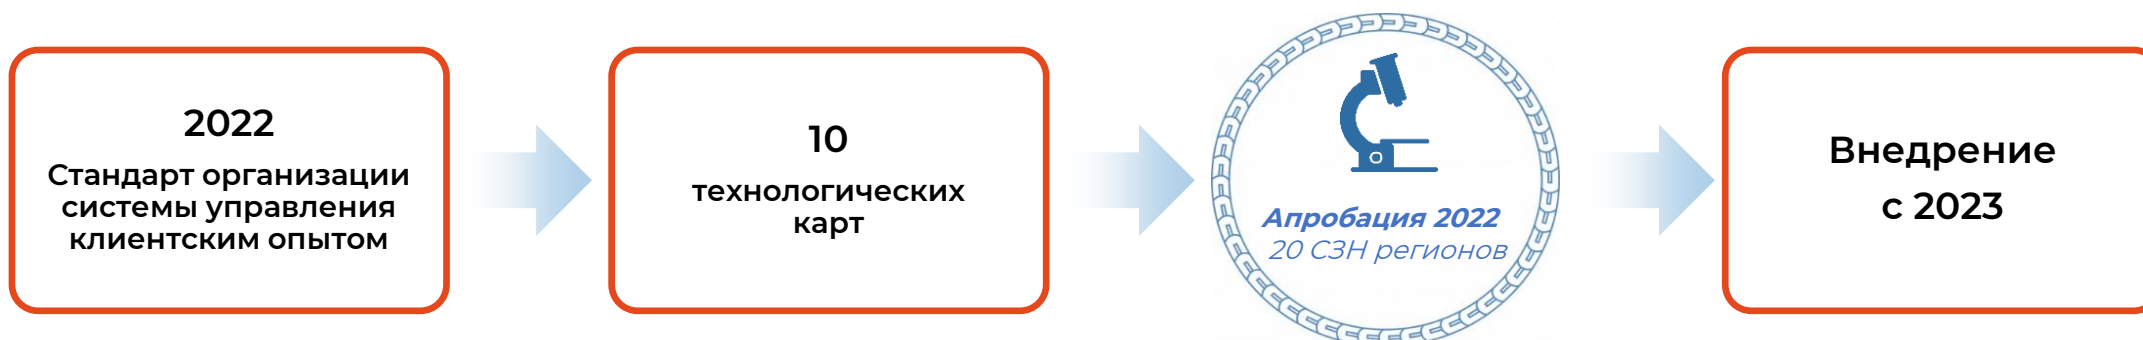 2022
Стандарт организации
системы управления
клиентским опытом
10
технологических
карт
Апробация 2022
20 СЗН регионов
Внедрение
с 2023